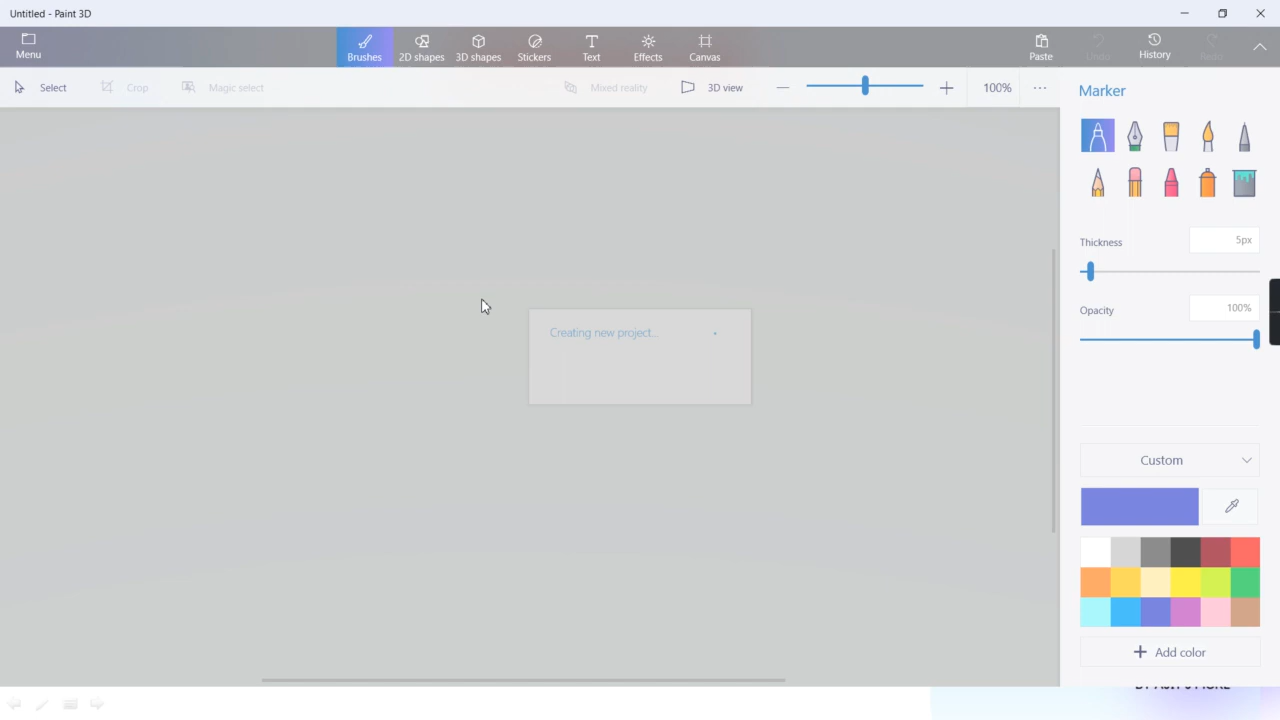 Untitled - Paint 3D
Menu
Brushes
2D shapes
3D shapes
Stickers
Text
Effects
Canvas
Paste
Undo
History
Redo
Select
Crop
Magic select
Mixed reality
3D view
100%
Marker
Thickness
5px
Opacity
100%
Creating new project...
Custom
Add color